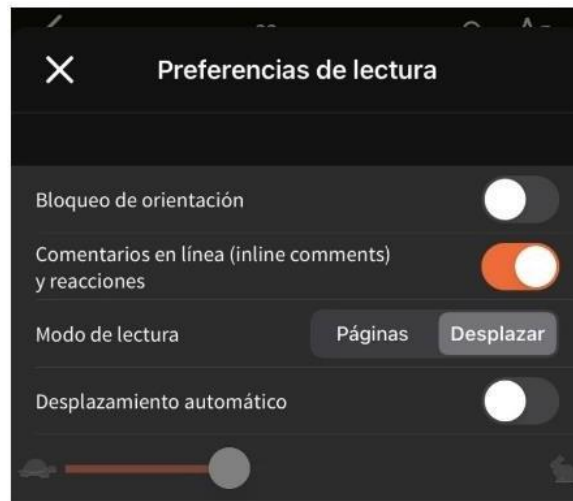 Preferencias de lectura
Bloqueo de orientación
Comentarios en línea (inline comments)
y reacciones
Modo de lectura
Páginas
Desplazar
Desplazamiento automático